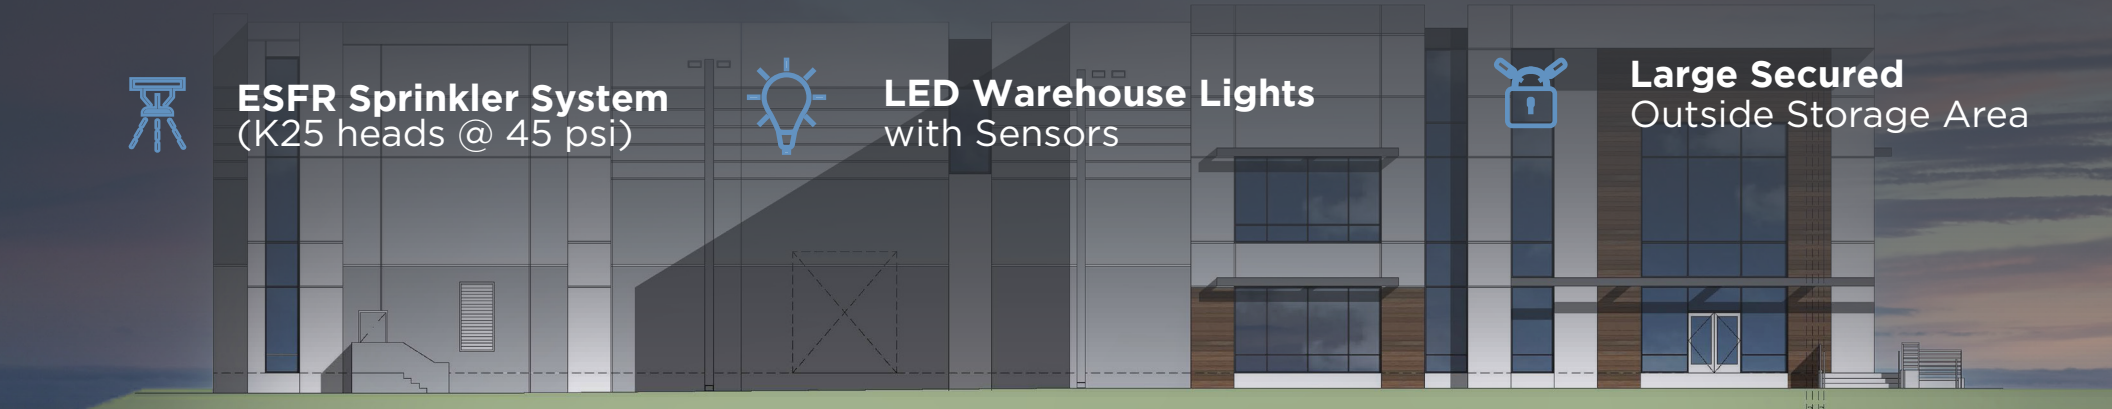 ESFR Sprinkler System
(K25 heads @ 45 psi)
LED Warehouse Lights
with Sensors
Large Secured
Outside Storage Area